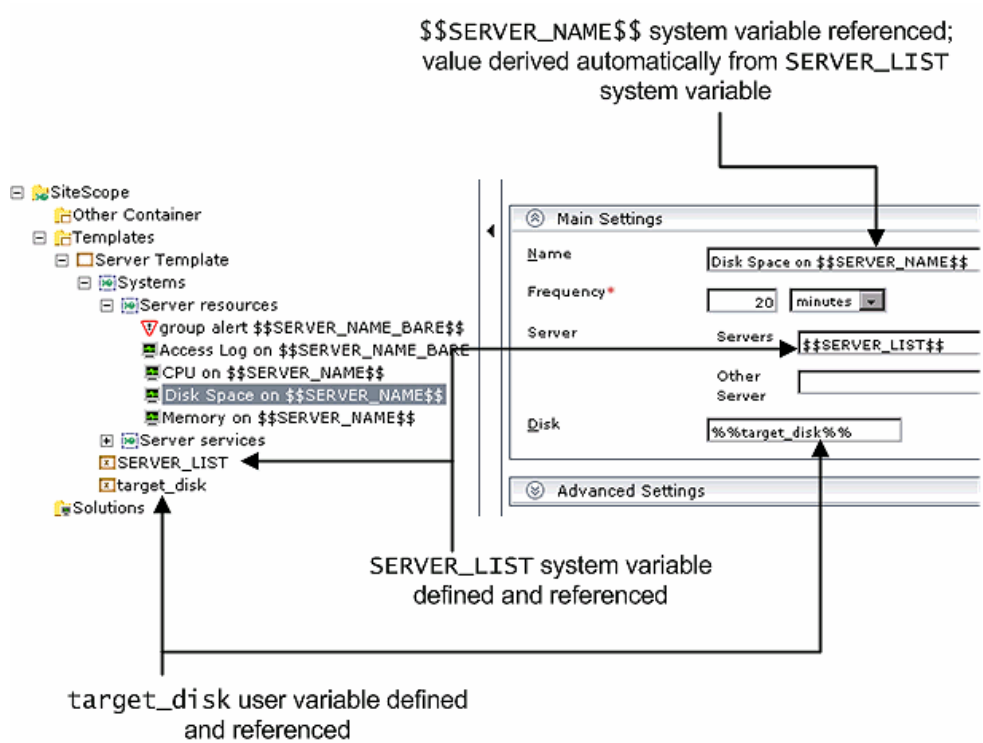 $$SERVER_NAME$$ system variable referenced;
value derived automatically from SERVER_LIST
system variable
SiteScope
Other Container
Templates
Server Template
Systems
Server resources
group alert $$SERVER_NAME_BARE$$
Access Log on $$SERVER_NAME_BARE
CPU on $$SERVER_NAME$$
Disk Space on $$SERVER_NAME$$
Memory on $$SERVER_NAME$$
Server services
SERVER_LIST
target_disk
Solutions
Main Settings
Name Disk Space on $$SERVER_NAME$$
Frequency* 20 minutes
Server Servers $$SERVER_LIST$$
Other
Server
Disk %%target_disk%%
Advanced Settings
SERVER_LIST system variable
defined and referenced
target_disk user variable defined
and referenced